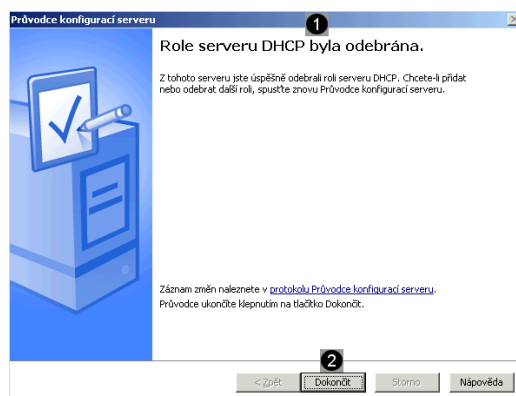 Průvodce konfigurací serveru
1
Role serveru DHCP byla odebrána.
Z tohoto serveru jste úspěšně odebrali roli serveru DHCP. Chcete-li přidat
nebo odebrat další roli, spusťte znovu Průvodce konfigurací serveru.
Záznam změn naleznete v protokolu Průvodce konfigurací serveru.
Průvodce ukončíte klepnutím na tlačítko Dokončit.
2
< Zpět Dokončit Storno Nápověda